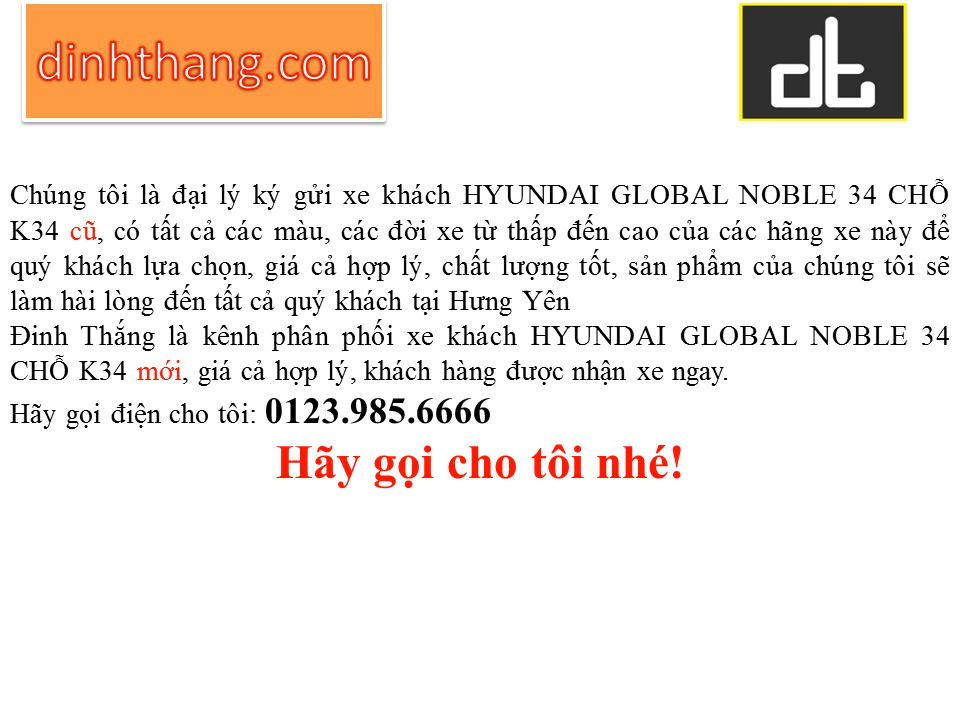 dinhthang.com
dt
Chúng tôi là đại lý ký gửi xe khách HYUNDAI GLOBAL NOBLE 34 CHỖ
K34 cũ, có tất cả các màu, các đời xe từ thấp đến cao của các hãng xe này để
quý khách lựa chọn, giá cả hợp lý, chất lượng tốt, sản phẩm của chúng tôi sẽ
làm hài lòng đến tất cả quý khách tại Hưng Yên
Đinh Thắng là kênh phân phối xe khách HYUNDAI GLOBAL NOBLE 34
CHỖ K34 mới, giá cả hợp lý, khách hàng được nhận xe ngay.
Hãy gọi điện cho tôi: 0123.985.6666
Hãy gọi cho tôi nhé!